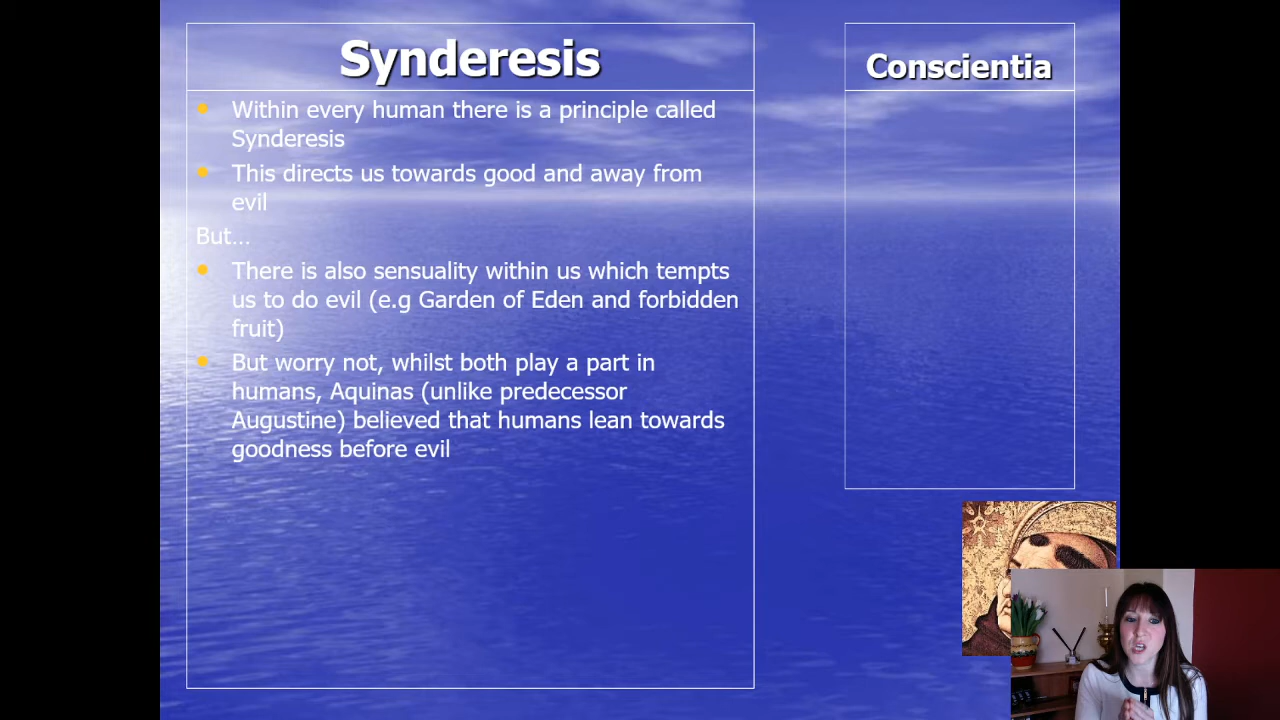 Synderesis
Within every human there is a principle called
Synderesis
This directs us towards good and away from
evil
But...
There is also sensuality within us which tempts
us to do evil (e.g Garden of Eden and forbidden
fruit)
But worry not, whilst both play a part in
humans, Aquinas (unlike predecessor
Augustine) believed that humans lean towards
goodness before evil
Conscientia